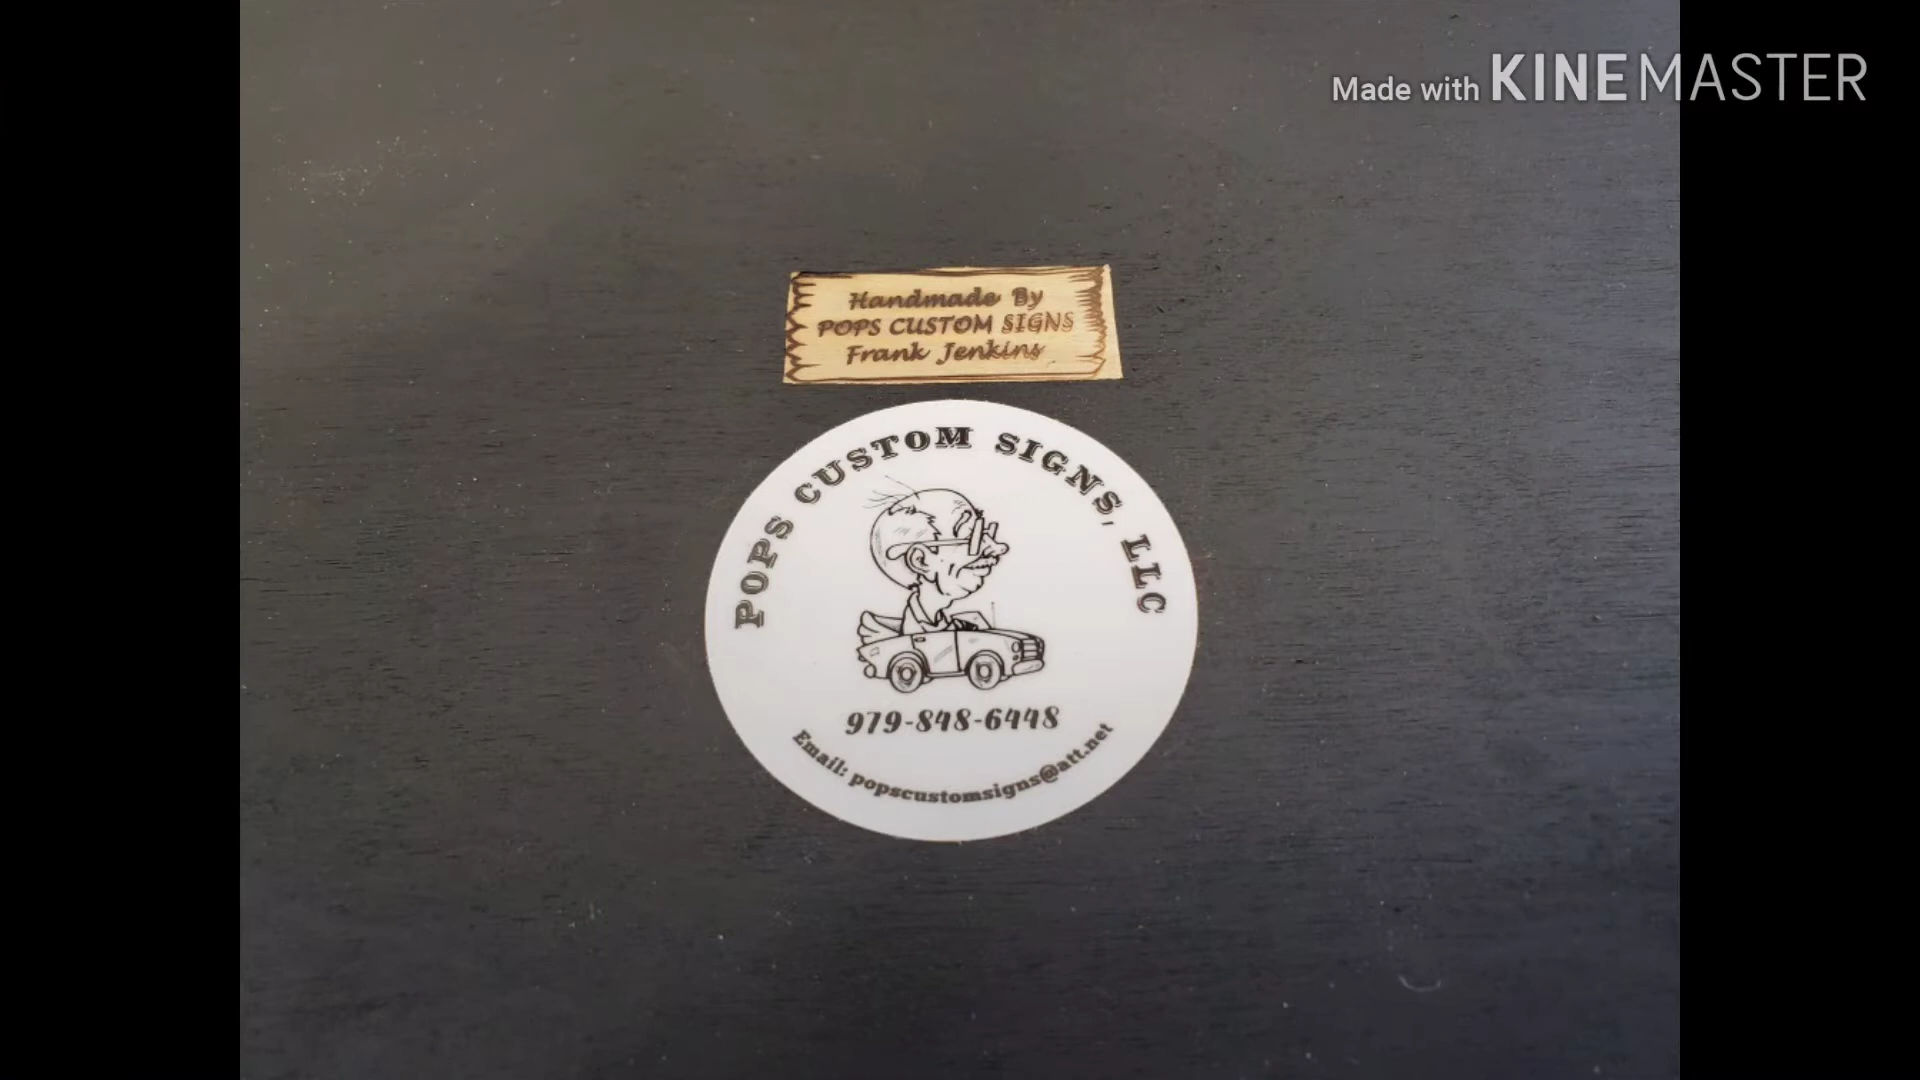 Made with KINEMASTER
Handmade By
POPS CUSTOM SIGNS
Frank Jenkins
POPS CUSTOM SIGNS, LLC
979-848-6448
Email: popscustomsigns@att.net